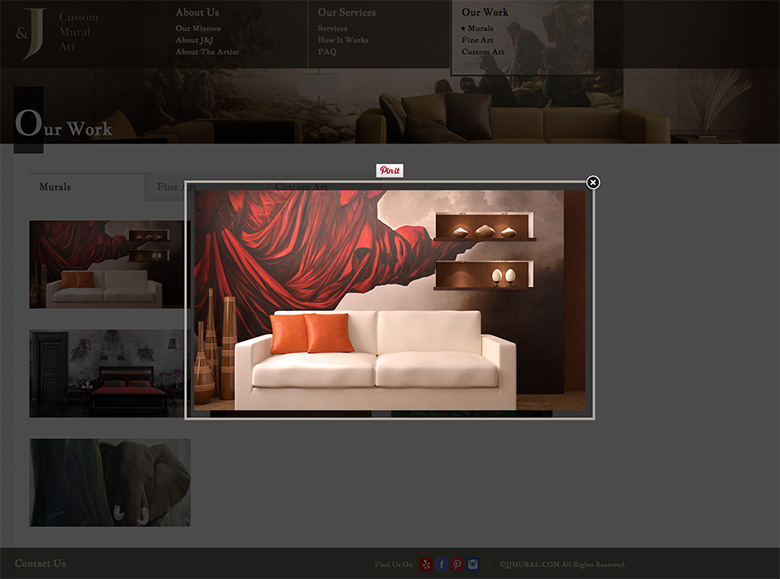 &J
Custom
Mural
Art
About Us
Our Mission
About J&J
About The Artist
Our Services
Services
How It Works
FAQ
Our Work
Murals
Fine Art
Custom Art
Our Work
Pin it
Murals
Fine Art
Custom Art
Contact Us
Find Us On
©JJMURAL.COM All Rights Reserved.